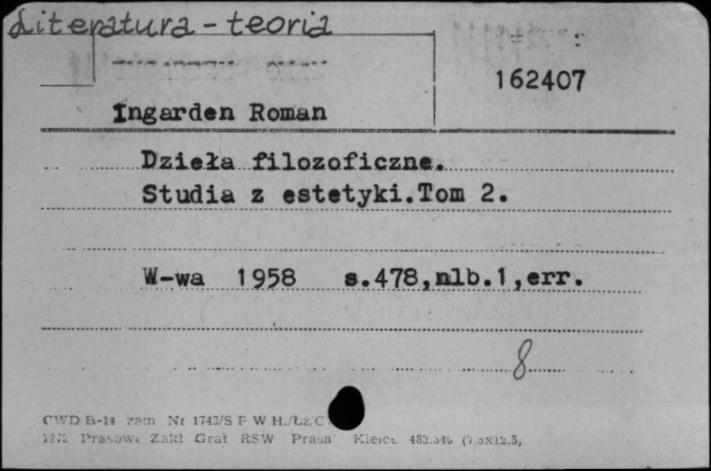 Literatura - teoria
162407
Ingarden Roman
Dzieła filozoficzne.
Studia z estetyki.Tom 2.
W-wa 1958 s.478,nlb.1,err.
8
CWD B-14 zam Nr 1743/S F W.H./Łz/C
Prasowe Zakl Graf RSW "Prasa" Kielce